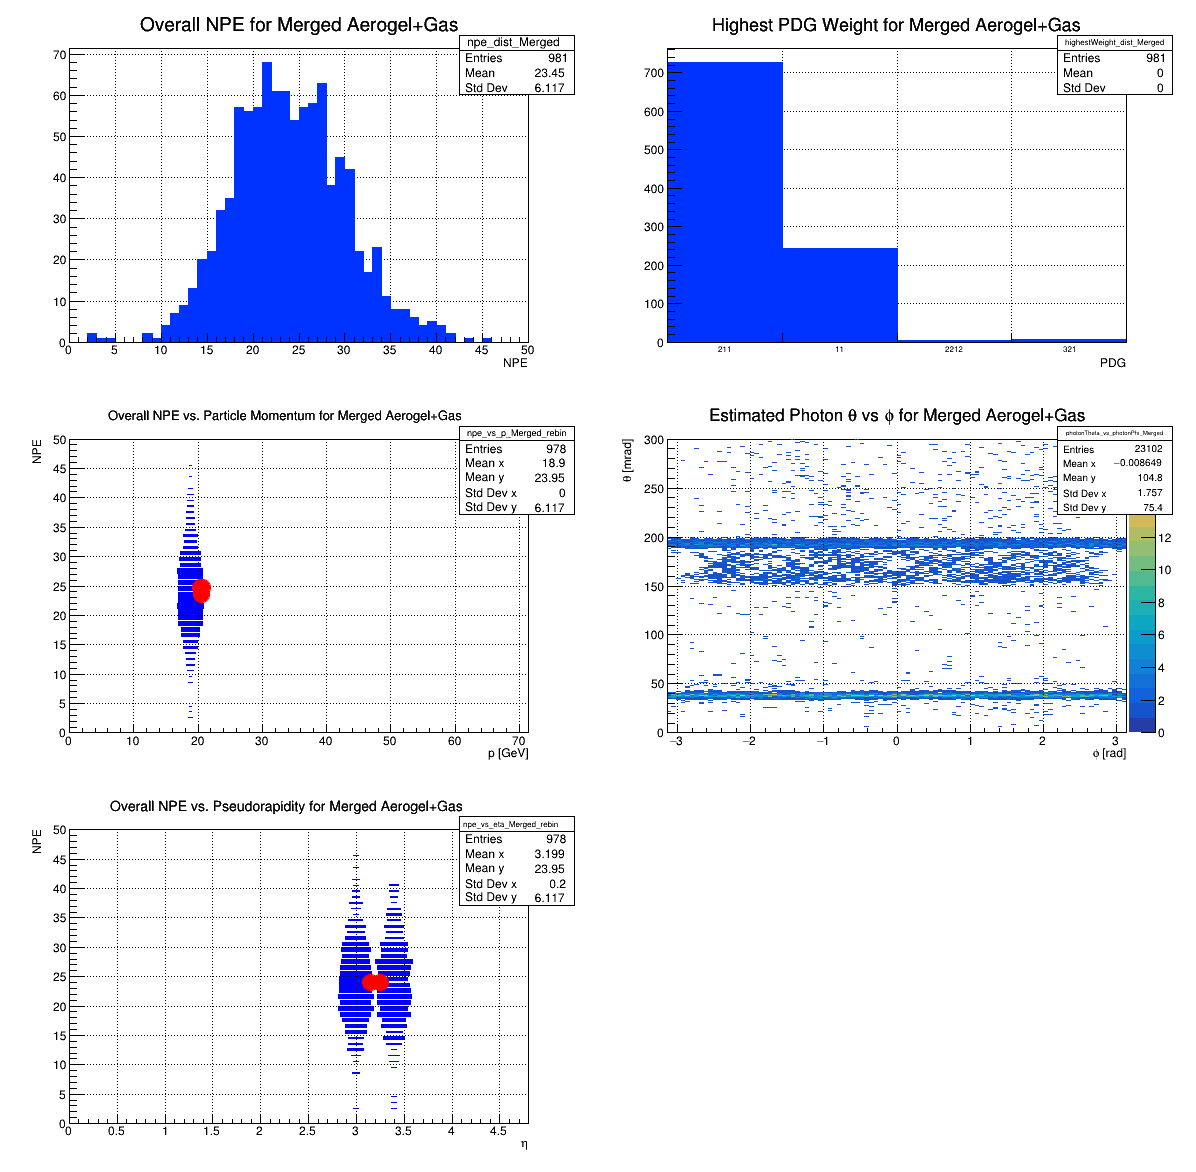 Overall NPE for Merged Aerogel+Gas
npe_dist_Merged
Entries 981
Mean 23.45
Std Dev 6.117
70
60
50
40
30
20
10
0
0 5 10 15 20 25 30 35 40 45 50
NPE
Highest PDG Weight for Merged Aerogel+Gas
highestWeight_dist_Merged
Entries 981
Mean 0
Std Dev 0
700
600
500
400
300
200
100
0
211 11 2212 321
PDG
Overall NPE vs. Particle Momentum for Merged Aerogel+Gas
npe_vs_p_Merged_rebin
Entries 978
Mean x 18.9
Mean y 23.95
Std Dev x 0
Std Dev y 6.117
NPE
50
45
40
35
30
25
20
15
10
5
0
0 10 20 30 40 50 60 70
p [GeV]
Estimated Photon θ vs ϕ for Merged Aerogel+Gas
photonTheta_vs_photonPhi_Merged
Entries 23102
Mean x −0.008649
Mean y 104.8
Std Dev x 1.757
Std Dev y 75.4
θ [mrad]
300
250
200
150
100
50
0
−3 −2 −1 0 1 2 3
ϕ [rad]
12
10
8
6
4
2
0
Overall NPE vs. Pseudorapidity for Merged Aerogel+Gas
npe_vs_eta_Merged_rebin
Entries 978
Mean x 3.199
Mean y 23.95
Std Dev x 0.2
Std Dev y 6.117
NPE
50
45
40
35
30
25
20
15
10
5
0
0 0.5 1 1.5 2 2.5 3 3.5 4 4.5
η